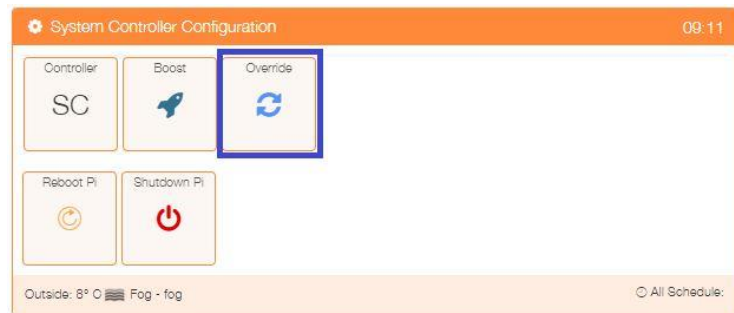 System Controller Configuration 09:11
Controller Boost Override
SC
Reboot Pi Shutdown Pi
Outside: 8° C Fog - fog All Schedule: